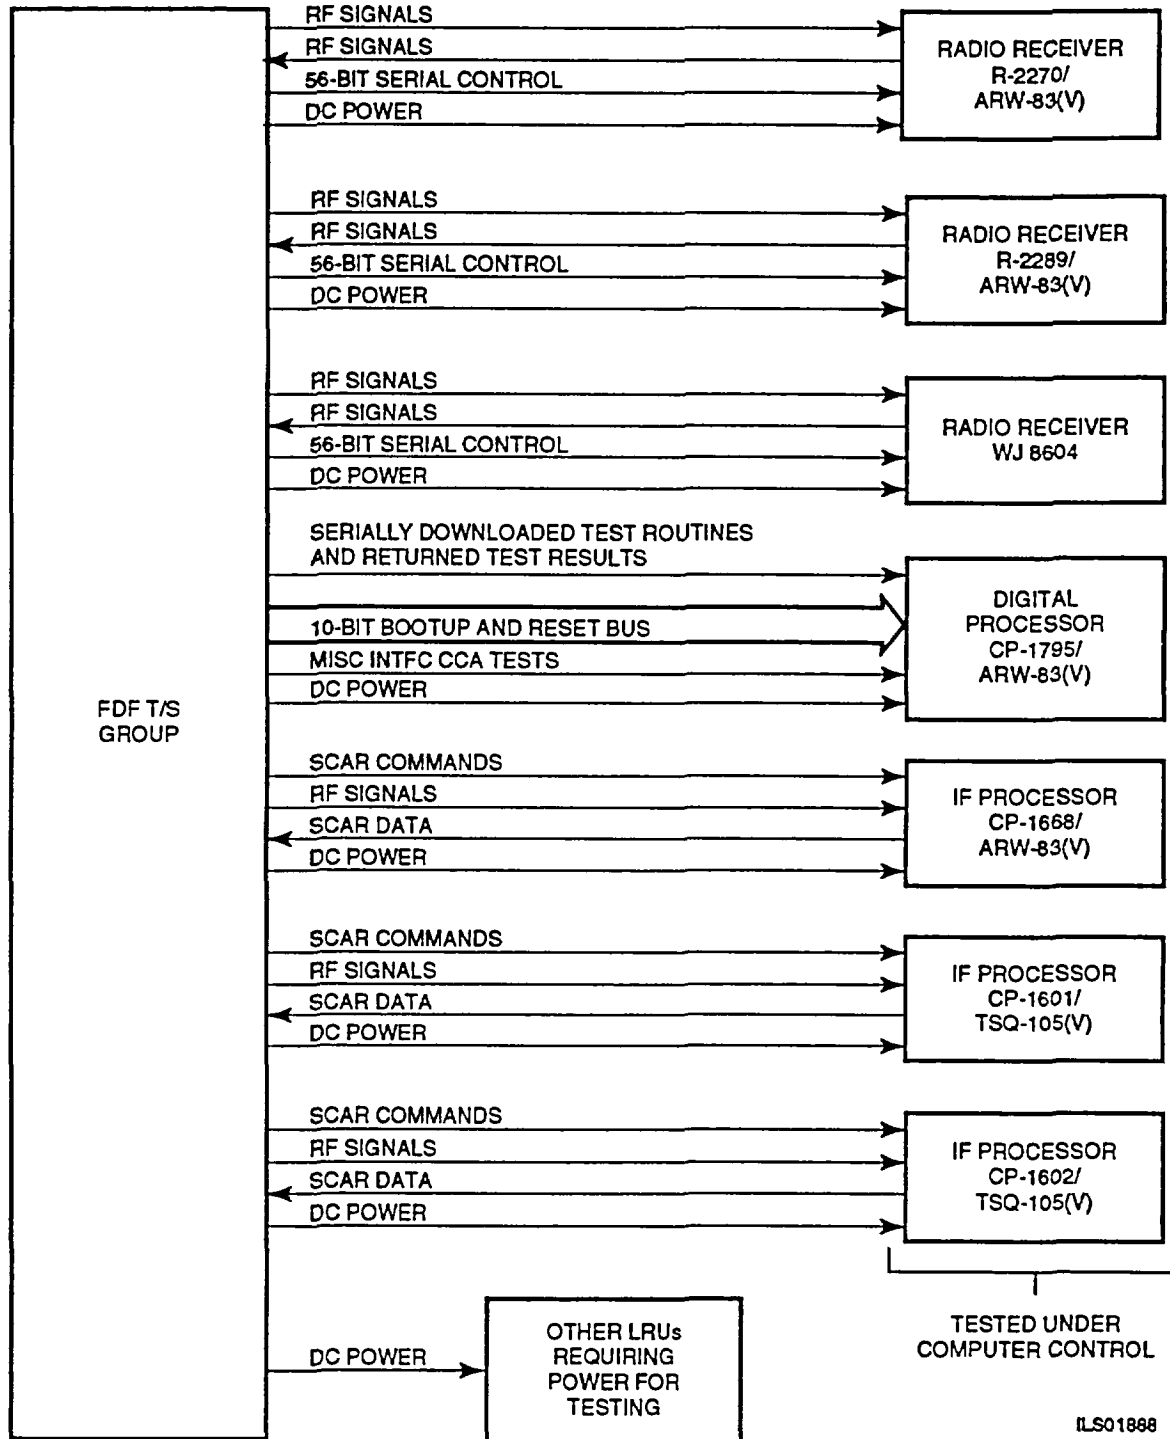 RF SIGNALS
RF SIGNALS
56-BIT SERIAL CONTROL
DC POWER
RADIO RECEIVER
R-2270/
ARW-83(V)
RF SIGNALS
RF SIGNALS
56-BIT SERIAL CONTROL
DC POWER
RADIO RECEIVER
R-2289/
ARW-83(V)
RF SIGNALS
RF SIGNALS
56-BIT SERIAL CONTROL
DC POWER
RADIO RECEIVER
WJ 8604
SERIALLY DOWNLOADED TEST ROUTINES
AND RETURNED TEST RESULTS
10-BIT BOOTUP AND RESET BUS
MISC INTFC CCA TESTS
DC POWER
DIGITAL
PROCESSOR
CP-1795/
ARW-83(V)
FDF T/S
GROUP
SCAR COMMANDS
RF SIGNALS
SCAR DATA
DC POWER
IF PROCESSOR
CP-1668/
ARW-83(V)
SCAR COMMANDS
RF SIGNALS
SCAR DATA
DC POWER
IF PROCESSOR
CP-1601/
TSQ-105(V)
SCAR COMMANDS
RF SIGNALS
SCAR DATA
DC POWER
IF PROCESSOR
CP-1602/
TSQ-105(V)
TESTED UNDER
COMPUTER CONTROL
DC POWER
OTHER LRUs
REQUIRING
POWER FOR
TESTING
ILS01888